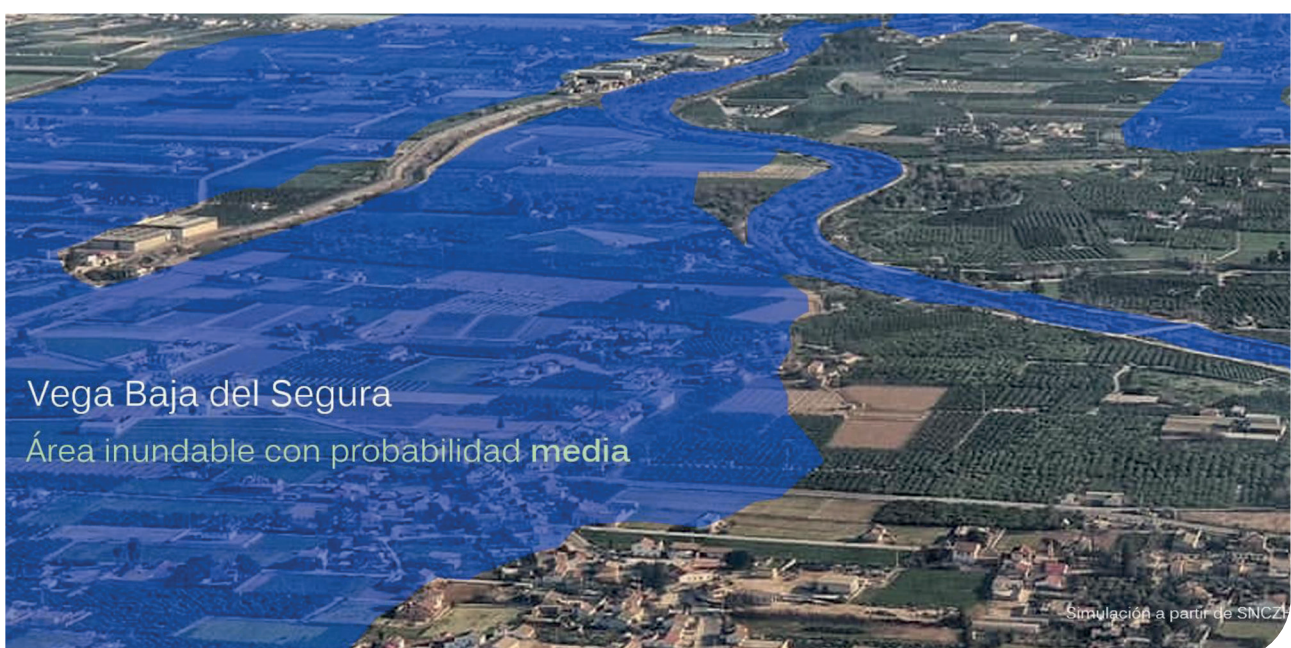 Vega Baja del Segura
Área inundable con probabilidad media
Simulación a partir de SNCZI